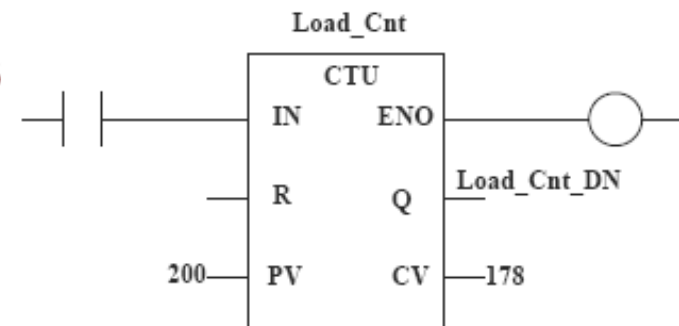 Load_Cnt
CTU
IN ENO
Load_Cnt_DN
R Q
200 PV CV 178